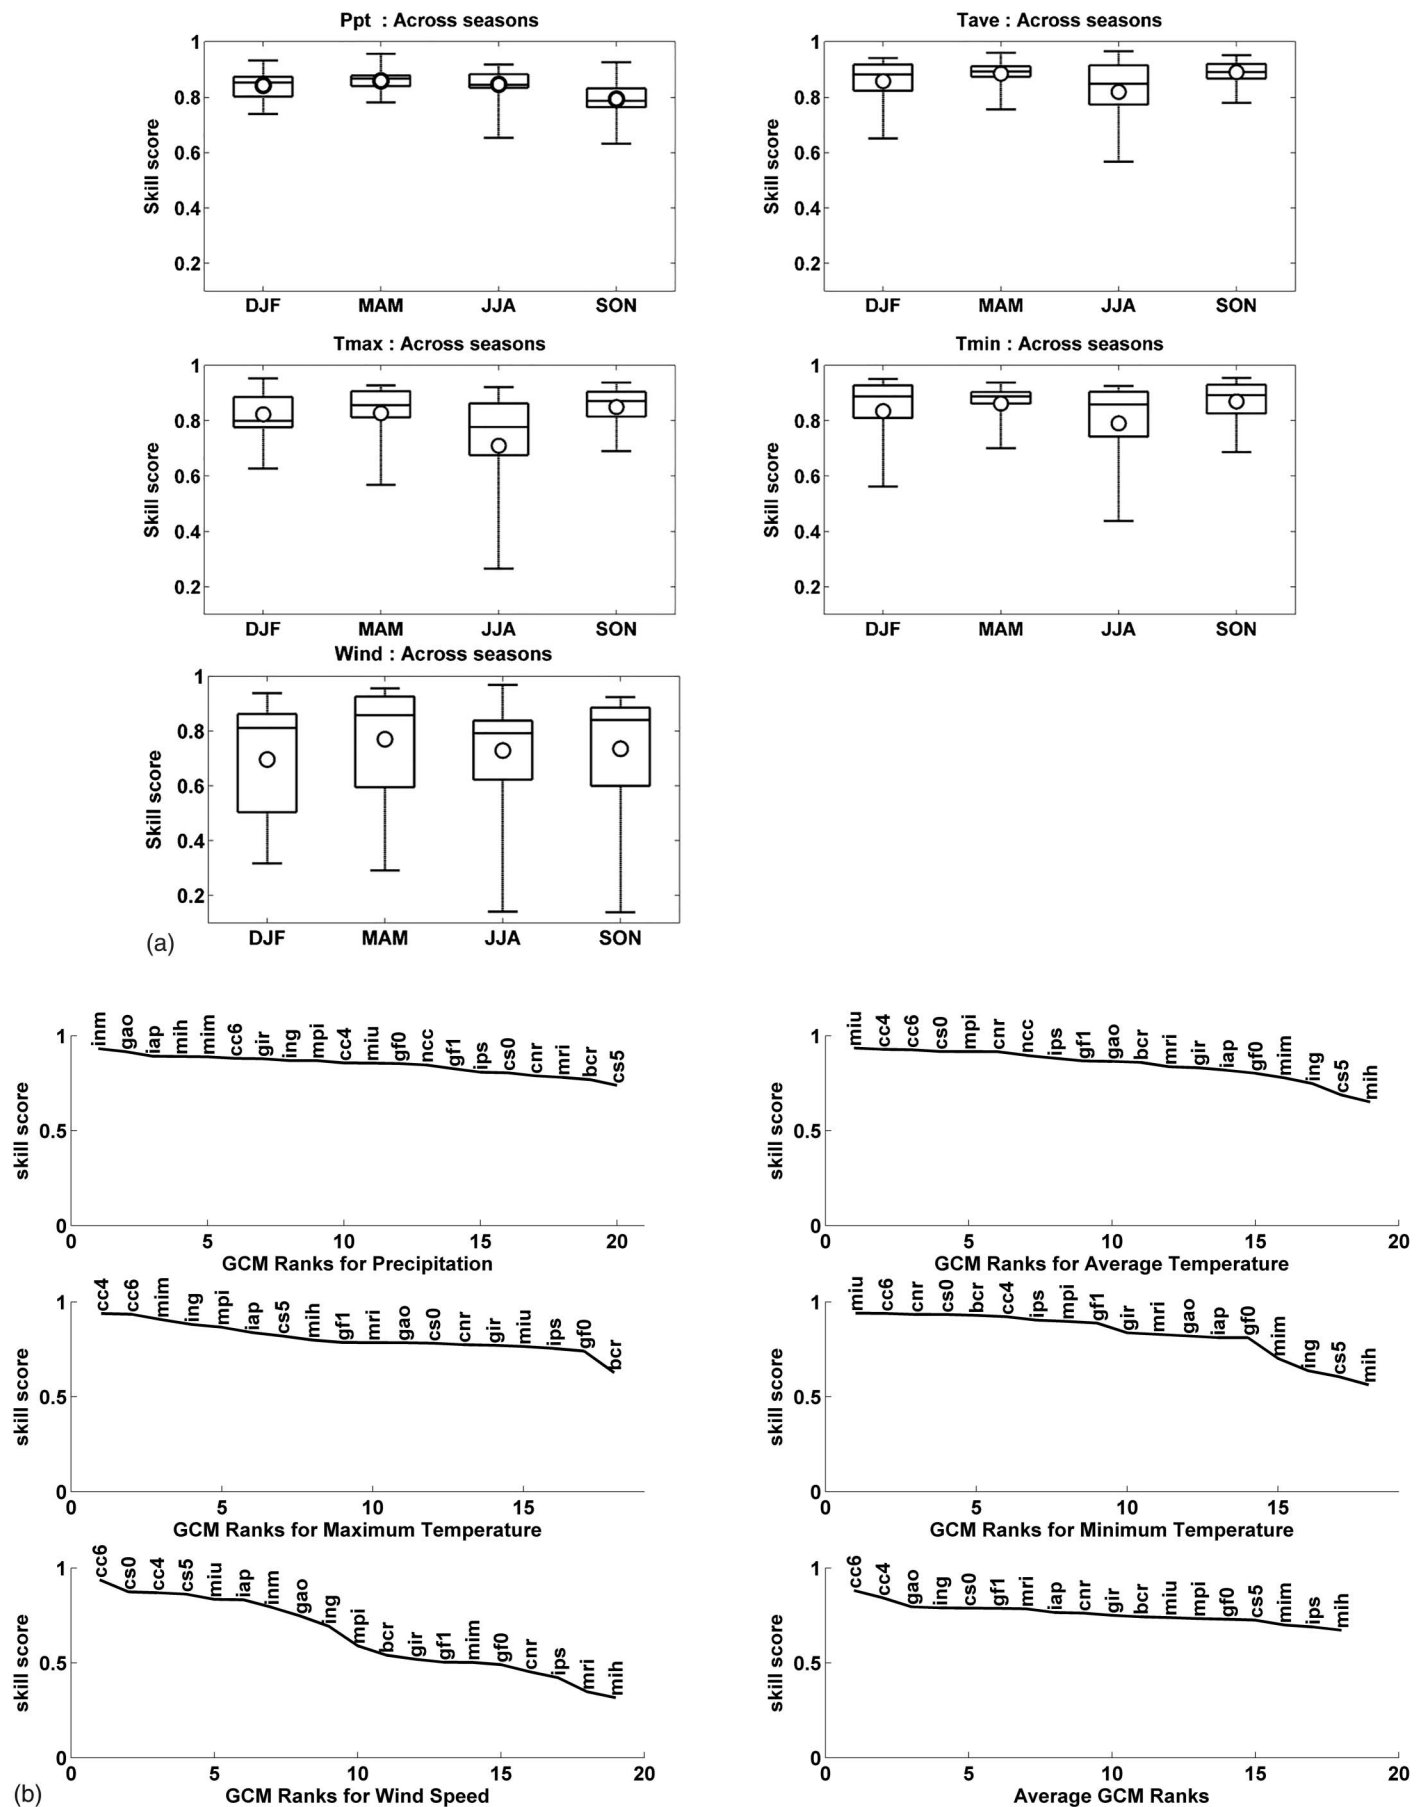 Ppt : Across seasons
Skill score
1
0.8
0.6
0.4
0.2
DJF MAM JJA SON
Tave : Across seasons
Skill score
1
0.8
0.6
0.4
0.2
DJF MAM JJA SON
Tmax : Across seasons
Skill score
1
0.8
0.6
0.4
0.2
DJF MAM JJA SON
Tmin : Across seasons
Skill score
1
0.8
0.6
0.4
0.2
DJF MAM JJA SON
Wind : Across seasons
Skill score
1
0.8
0.6
0.4
0.2
DJF MAM JJA SON
(a)
inm gao iap mih mim cc6 gir ing mpi cc4 miu gf0 ncc gf1 ips cs0 cnr mri bcr cs5
skill score
1
0.5
0
0 5 10 15 20
GCM Ranks for Precipitation
miu cc4 cc6 cs0 mpi cnr ncc ips gf1 gao bcr mri gir iap gf0 mim ing cs5 mih
skill score
1
0.5
0
0 5 10 15 20
GCM Ranks for Average Temperature
cc4 cc6 mim ing mpi iap cs5 mih gf1 mri gao cs0 cnr gir miu ips gf0 bcr
skill score
1
0.5
0
0 5 10 15
GCM Ranks for Maximum Temperature
miu cc6 cnr cs0 bcr cc4 ips mpi gf1 gir mri gao iap gf0 mim ing cs5 mih
skill score
1
0.5
0
0 5 10 15
GCM Ranks for Minimum Temperature
cc6 cs0 cc4 cs5 miu iap inm gao ing mpi bcr gir gf1 mim gf0 cnr ips mri mih
skill score
1
0.5
0
0 5 10 15 20
GCM Ranks for Wind Speed
cc6 cc4 gao ing cs0 gf1 mri iap cnr gir bcr miu mpi gf0 cs5 mim ips mih
skill score
1
0.5
0
0 5 10 15 20
Average GCM Ranks
(b)